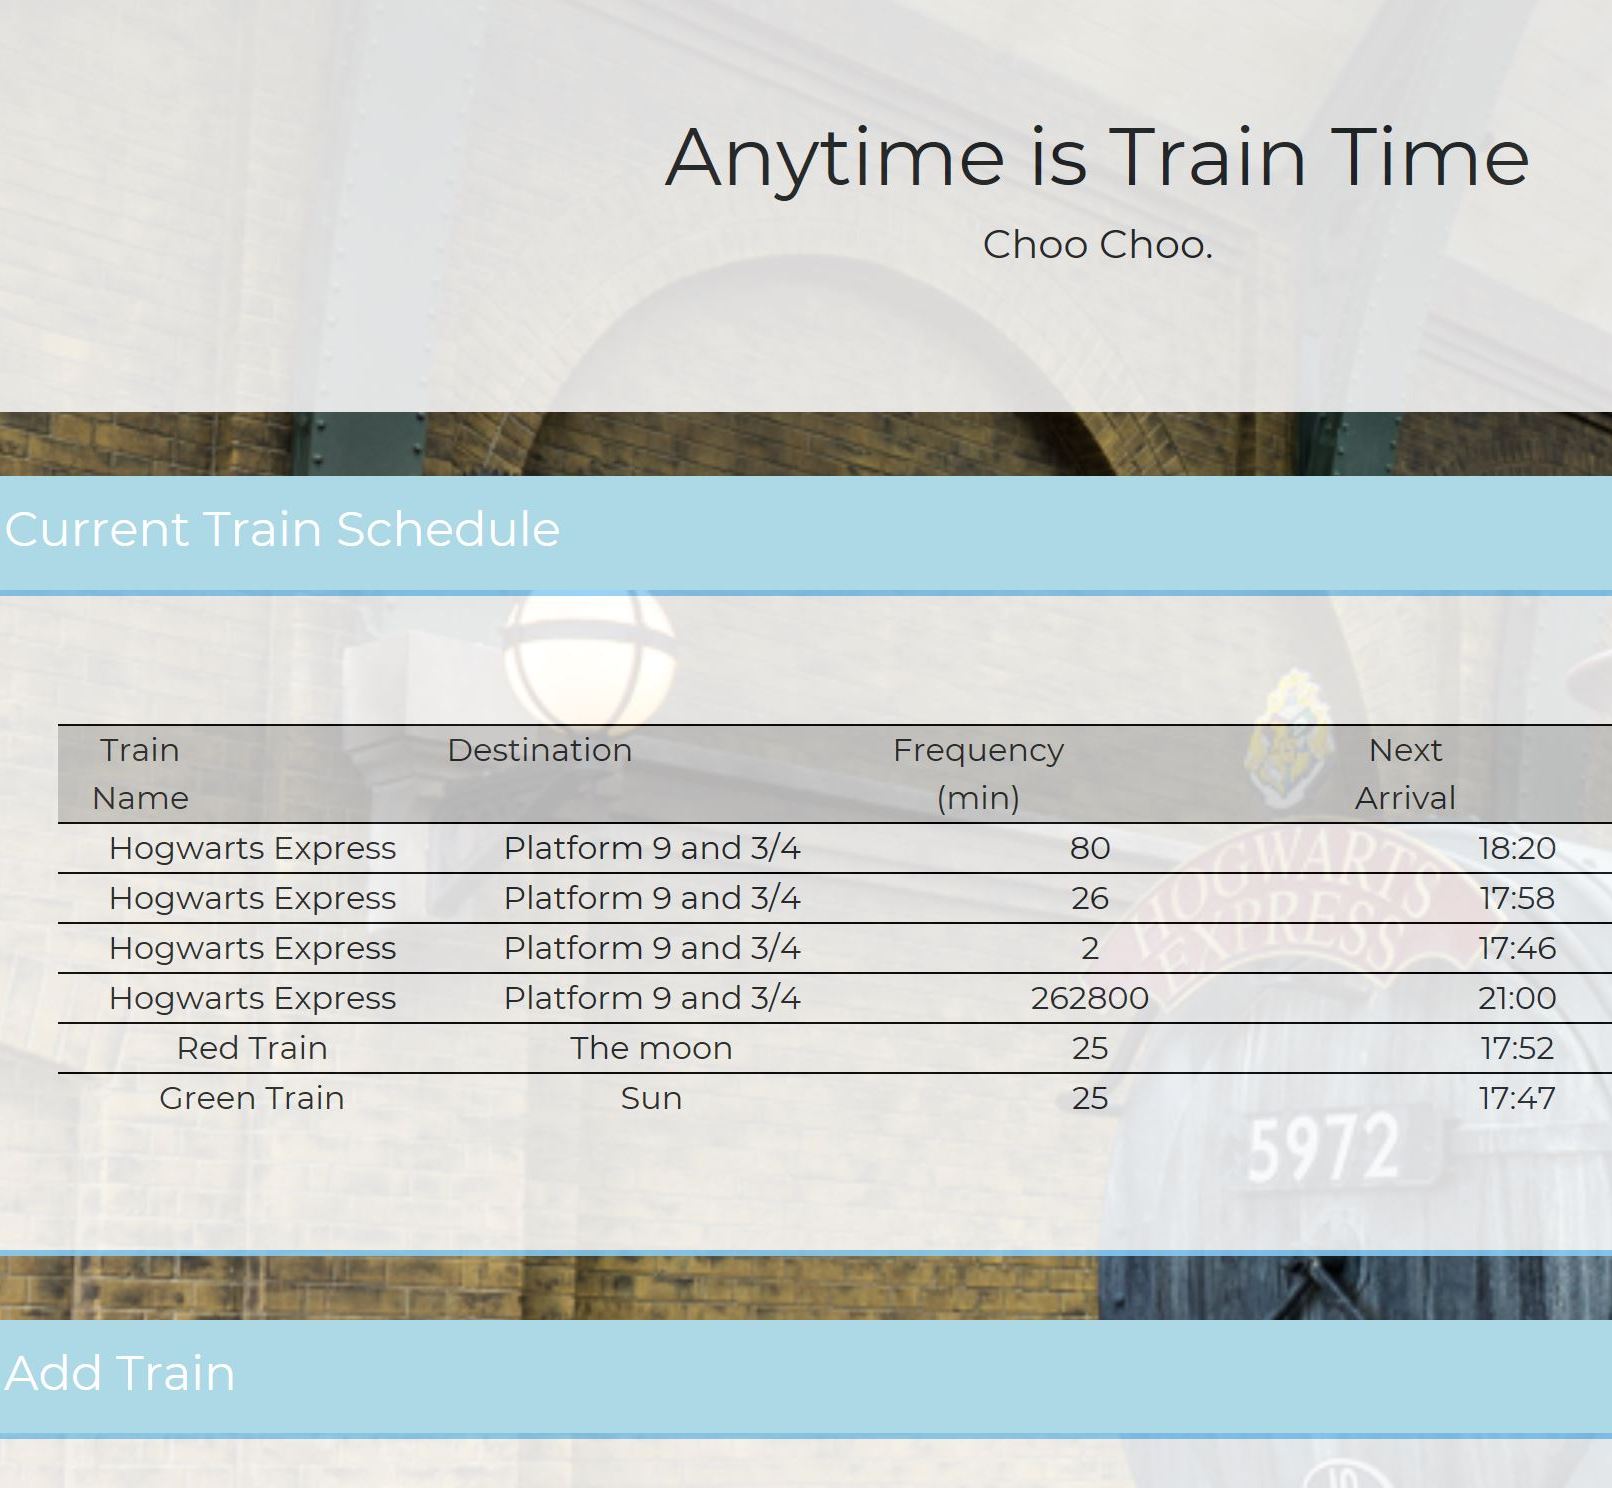 Anytime is Train Time
Choo Choo.
Current Train Schedule
Train Name Destination Frequency (min) Next Arrival
Hogwarts Express Platform 9 and 3/4 80 18:20
Hogwarts Express Platform 9 and 3/4 26 17:58
Hogwarts Express Platform 9 and 3/4 2 17:46
Hogwarts Express Platform 9 and 3/4 262800 21:00
Red Train The moon 25 17:52
Green Train Sun 25 17:47
HOGWARTS
EXPRESS
5972
Add Train